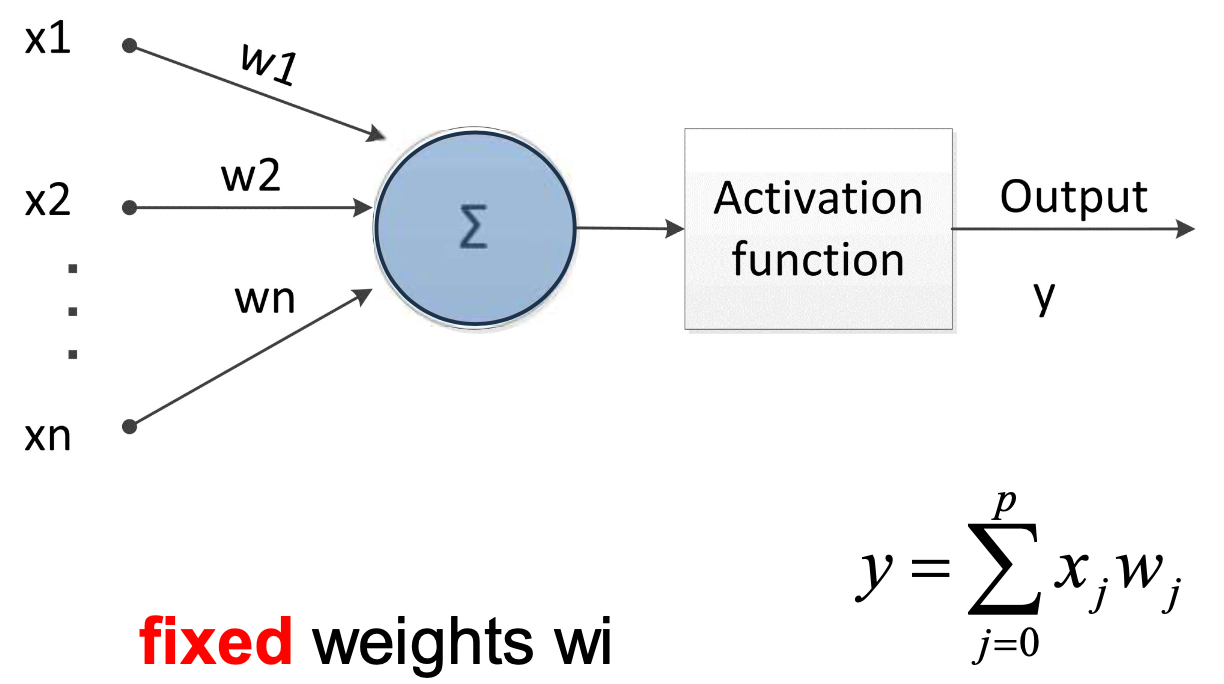 x1
w1
x2
w2
Σ
Activation
function
Output
y
.
.
.
wn
xn
y = \sum_{j=0}^{p} x_j w_j
fixed weights wi